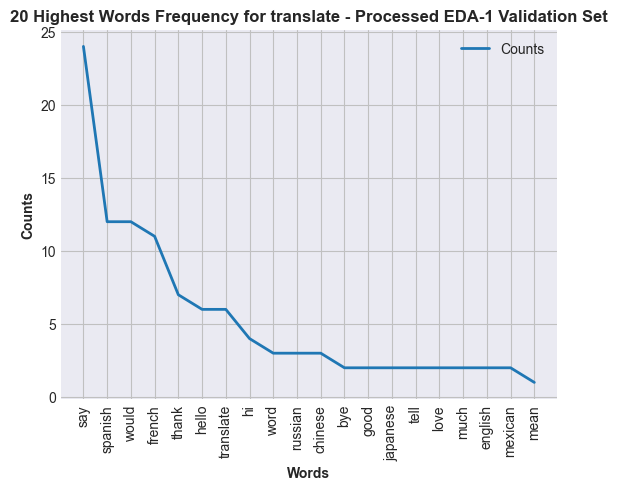 20 Highest Words Frequency for translate - Processed EDA-1 Validation Set
Counts
25
20
15
10
5
0
Counts
say
spanish
would
french
thank
hello
translate
hi
word
russian
chinese
bye
good
japanese
tell
love
much
english
mexican
mean
Words